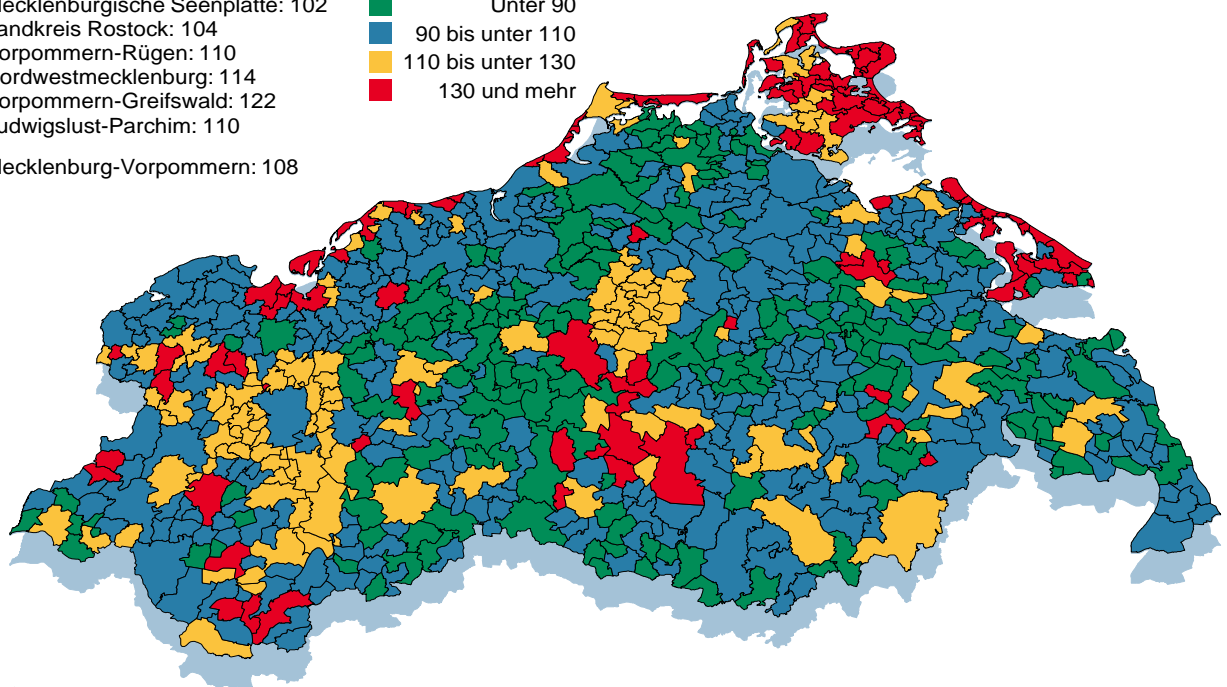 ecklenburgische Seenplatte: 102
andkreis Rostock: 104
orpommern-Rügen: 110
ordwestmecklenburg: 114
orpommern-Greifswald: 122
udwigslust-Parchim: 110
ecklenburg-Vorpommern: 108
Unter 90
90 bis unter 110
110 bis unter 130
130 und mehr